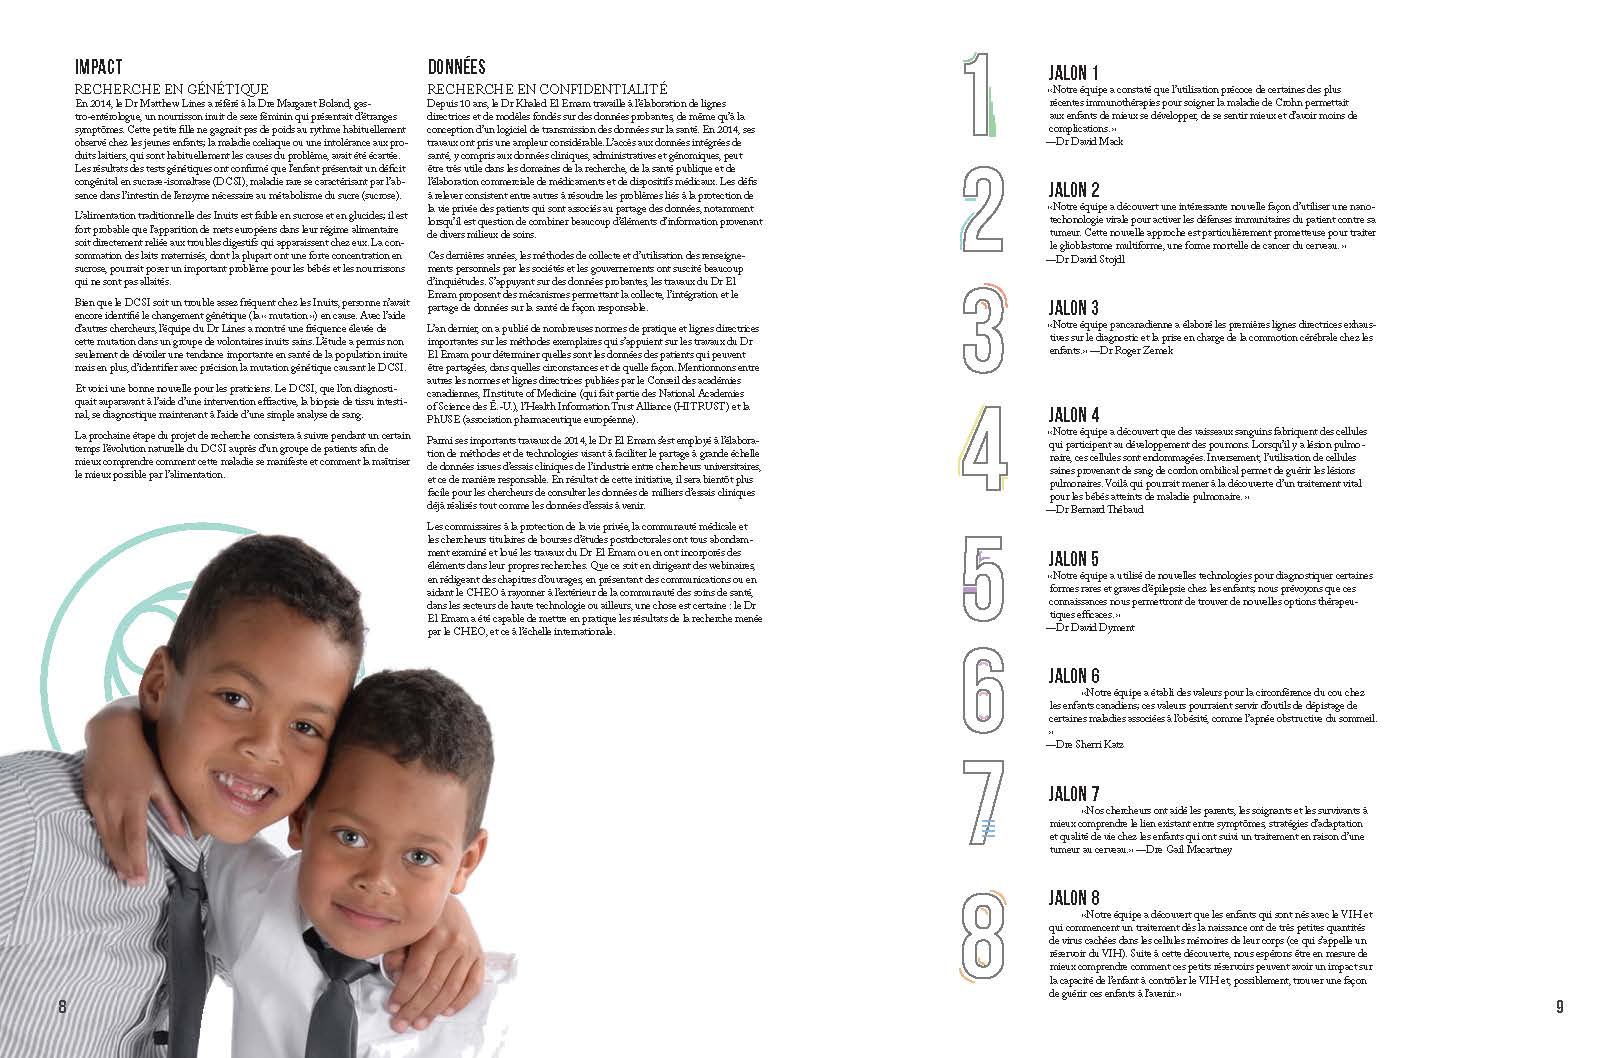 IMPACT
RECHERCHE EN GÉNÉTIQUE
En 2014, le Dr Matthew Lines a référé à la Dre Margaret Boland, gas-
tro-entérologue, un nourrisson inuit de sexe féminin qui présentait d'étranges
symptômes. Cette petite fille ne gagnait pas de poids au rythme habituellement
observé chez les jeunes enfants; la maladie cœliaque ou une intolérance aux pro-
duits laitiers, qui sont habituellement les causes du problème, avait été écartée.
Les résultats des tests génétiques ont confirmé que l'enfant présentait un déficit
congénital en sucrase-isomaltase (DCSI), maladie rare se caractérisant par l'ab-
sence dans l'intestin de l'enzyme nécessaire au métabolisme du sucre (sucrose).
L'alimentation traditionnelle des Inuits est faible en sucrose et en glucides; il est
fort probable que l'apparition de mets européens dans leur régime alimentaire
soit directement reliée aux troubles digestifs qui apparaissent chez eux. La con-
sommation des laits maternisés, dont la plupart ont une forte concentration en
sucrose, pourrait poser un important problème pour les bébés et les nourrissons
qui ne sont pas allaités.
Bien que le DCSI soit un trouble assez fréquent chez les Inuits, personne n'avait
encore identifié le changement génétique (la « mutation ») en cause. Avec l'aide
d'autres chercheurs, l'équipe du Dr Lines a montré une fréquence élevée de
cette mutation dans un groupe de volontaires inuits sains. L'étude a permis non
seulement de dévoiler une tendance importante en santé de la population inuite
mais en plus, d'identifier avec précision la mutation génétique causant le DCSI.
Et voici une bonne nouvelle pour les praticiens. Le DCSI, que l'on diagnosti-
quait auparavant à l'aide d'une intervention effractive, la biopsie de tissu intesti-
nal, se diagnostique maintenant à l'aide d'une simple analyse de sang.
La prochaine étape du projet de recherche consistera à suivre pendant un certain
temps l'évolution naturelle du DCSI auprès d'un groupe de patients afin de
mieux comprendre comment cette maladie se manifeste et comment la maîtriser
le mieux possible par l'alimentation.
8
DONNÉES
RECHERCHE EN CONFIDENTIALITÉ
Depuis 10 ans, le Dr Khaled El Emam travaille à l'élaboration de lignes
directrices et de modèles fondés sur des données probantes, de même qu'à la
conception d'un logiciel de transmission des données sur la santé. En 2014, ses
travaux ont pris une ampleur considérable. L'accès aux données intégrées de
santé, y compris aux données cliniques, administratives et génomiques, peut
être très utile dans les domaines de la recherche, de la santé publique et de
l'élaboration commerciale de médicaments et de dispositifs médicaux. Les défis
à relever consistent entre autres à résoudre les problèmes liés à la protection de
la vie privée des patients qui sont associés au partage des données, notamment
lorsqu'il est question de combiner beaucoup d'éléments d'information provenant
de divers milieux de soins.
Ces dernières années, les méthodes de collecte et d'utilisation des renseigne-
ments personnels par les sociétés et les gouvernements ont suscité beaucoup
d'inquiétudes. S'appuyant sur des données probantes, les travaux du Dr El
Emam proposent des mécanismes permettant la collecte, l'intégration et le
partage de données sur la santé de façon responsable.
L'an dernier, on a publié de nombreuses normes de pratique et lignes directrices
importantes sur les méthodes exemplaires qui s'appuient sur les travaux du Dr
El Emam pour déterminer quelles sont les données des patients qui peuvent
être partagées, dans quelles circonstances et de quelle façon. Mentionnons entre
autres les normes et lignes directrices publiées par le Conseil des académies
canadiennes, l'Institute of Medicine (qui fait partie des National Academies
of Science des É.-U.), l'Health Information Trust Alliance (HITRUST) et la
PhUSE (association pharmaceutique européenne).
Parmi ses importants travaux de 2014, le Dr El Emam s'est employé à l'élabora-
tion de méthodes et de technologies visant à faciliter le partage à grande échelle
de données issues d'essais cliniques de l'industrie entre chercheurs universitaires,
et ce de manière responsable. En résultat de cette initiative, il sera bientôt plus
facile pour les chercheurs de consulter les données de milliers d'essais cliniques
déjà réalisés tout comme les données d'essais à venir.
Les commissaires à la protection de la vie privée, la communauté médicale et
les chercheurs titulaires de bourses d'études postdoctorales ont tous abondam-
ment examiné et loué les travaux du Dr El Emam ou en ont incorporés des
éléments dans leur propres recherches. Que ce soit en dirigeant des webinaires,
en rédigeant des chapitres d'ouvrages, en présentant des communications ou en
aidant le CHEO à rayonner à l'extérieur de la communauté des soins de santé,
dans les secteurs de haute technologie ou ailleurs, une chose est certaine : le Dr
El Emam a été capable de mettre en pratique les résultats de la recherche menée
par le CHEO, et ce à l'échelle internationale.
1
JALON 1
«Notre équipe a constaté que l'utilisation précoce de certaines des plus
récentes immunothérapies pour soigner la maladie de Crohn permettait
aux enfants de mieux se développer, de se sentir mieux et d'avoir moins de
complications.»
—Dr David Mack
2
JALON 2
«Notre équipe a découvert une intéressante nouvelle façon d'utiliser une nano-
techonologie virale pour activer les défenses immunitaires du patient contre sa
tumeur. Cette nouvelle approche est particulièrement prometteuse pour traiter
le glioblastome multiforme, une forme mortelle de cancer du cerveau. »
—Dr David Stojdl
3
JALON 3
«Notre équipe pancanadienne a élaboré les premières lignes directrices exhaus-
tives sur le diagnostic et la prise en charge de la commotion cérébrale chez les
enfants.» —Dr Roger Zemek
4
JALON 4
«Notre équipe a découvert que des vaisseaux sanguins fabriquent des cellules
qui participent au développement des poumons. Lorsqu'il y a lésion pulmo-
naire, ces cellules sont endommagées. Inversement, l'utilisation de cellules
saines provenant de sang de cordon ombilical permet de guérir les lésions
pulmonaires. Voilà qui pourrait mener à la découverte d'un traitement vital
pour les bébés atteints de maladie pulmonaire. »
—Dr Bernard Thébaud
5
JALON 5
«Notre équipe a utilisé de nouvelles technologies pour diagnostiquer certaines
formes rares et graves d'épilepsie chez les enfants; nous prévoyons que ces
connaissances nous permettront de trouver de nouvelles options thérapeu-
tiques efficaces.»
—Dr David Dyment
6
JALON 6
«Notre équipe a établi des valeurs pour la circonférence du cou chez
les enfants canadiens; ces valeurs pourraient servir d'outils de dépistage de
certaines maladies associées à l'obésité, comme l'apnée obstructive du sommeil.
»
—Dre Sherri Katz
7
JALON 7
«Nos chercheurs ont aidé les parents, les soignants et les survivants à
mieux comprendre le lien existant entre symptômes, stratégies d'adaptation
et qualité de vie chez les enfants qui ont suivi un traitement en raison d'une
tumeur au cerveau.» —Dre Gail Macartney
8
JALON 8
«Notre équipe a découvert que les enfants qui sont nés avec le VIH et
qui commencent un traitement dès la naissance ont de très petites quantités
de virus cachées dans les cellules mémoires de leur corps (ce qui s'appelle un
réservoir du VIH). Suite à cette découverte, nous espérons être en mesure de
mieux comprendre comment ces petits réservoirs peuvent avoir un impact sur
la capacité de l'enfant à contrôler le VIH et, possiblement, trouver une façon
de guérir ces enfants à l'avenir.»
9